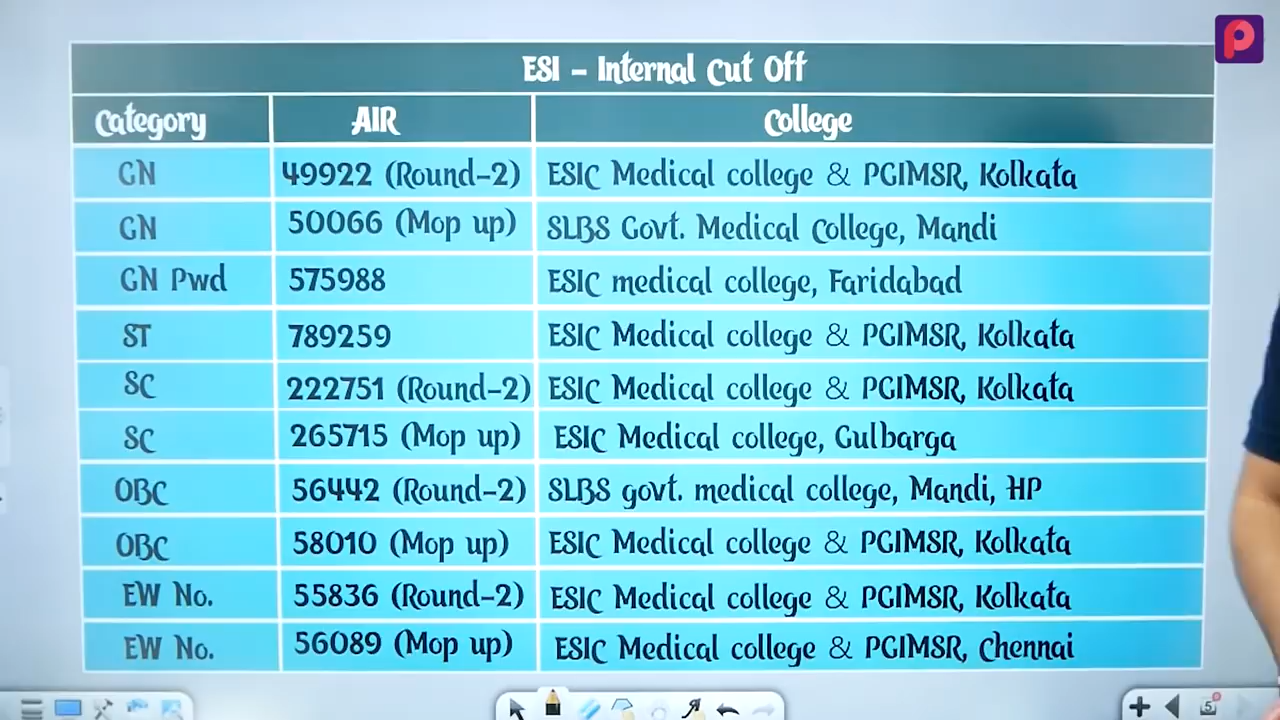 ESI - Internal Cut Off
Category AIR College
GN 49922 (Round-2) ESIC Medical college & PGIMSR, Kolkata
GN 50066 (Mop up) SLBS Govt. Medical College, Mandi
GN Pwd 575988 ESIC medical college, Faridabad
ST 789259 ESIC Medical college & PGIMSR, Kolkata
SC 222751 (Round-2) ESIC Medical college & PGIMSR, Kolkata
SC 265715 (Mop up) ESIC Medical college, Gulbarga
OBC 56442 (Round-2) SLBS govt. medical college, Mandi, HP
OBC 58010 (Mop up) ESIC Medical college & PGIMSR, Kolkata
EW No. 55836 (Round-2) ESIC Medical college & PGIMSR, Kolkata
EW No. 56089 (Mop up) ESIC Medical college & PGIMSR, Chennai